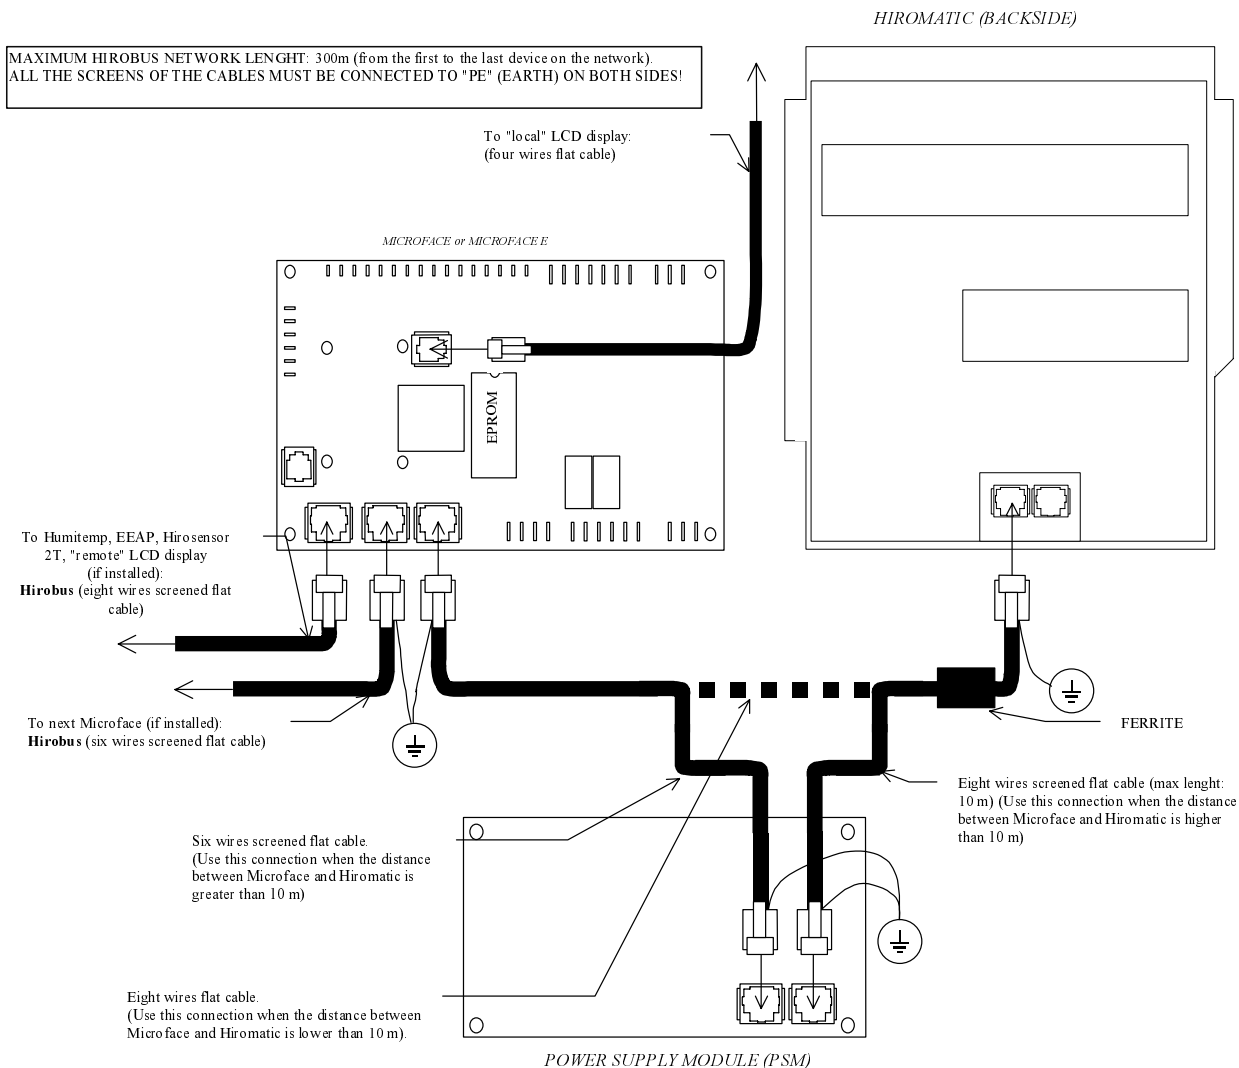 HIROMATIC (BACKSIDE)
MAXIMUM HIROBUS NETWORK LENGHT: 300m (from the first to the last device on the network).
ALL THE SCREENS OF THE CABLES MUST BE CONNECTED TO "PE" (EARTH) ON BOTH SIDES!
To "local" LCD display:
(four wires flat cable)
MICROFACE or MICROFACE E
EPROM
To Humitemp, EEAP, Hirosensor
2T, "remote" LCD display
(if installed):
Hirobus (eight wires screened flat
cable)
To next Microface (if installed):
Hirobus (six wires screened flat cable)
FERRITE
Eight wires screened flat cable (max lenght:
10 m) (Use this connection when the distance
between Microface and Hiromatic is higher
than 10 m)
Six wires screened flat cable.
(Use this connection when the distance
between Microface and Hiromatic is
greater than 10 m)
Eight wires flat cable.
(Use this connection when the distance between
Microface and Hiromatic is lower than 10 m).
POWER SUPPLY MODULE (PSM)